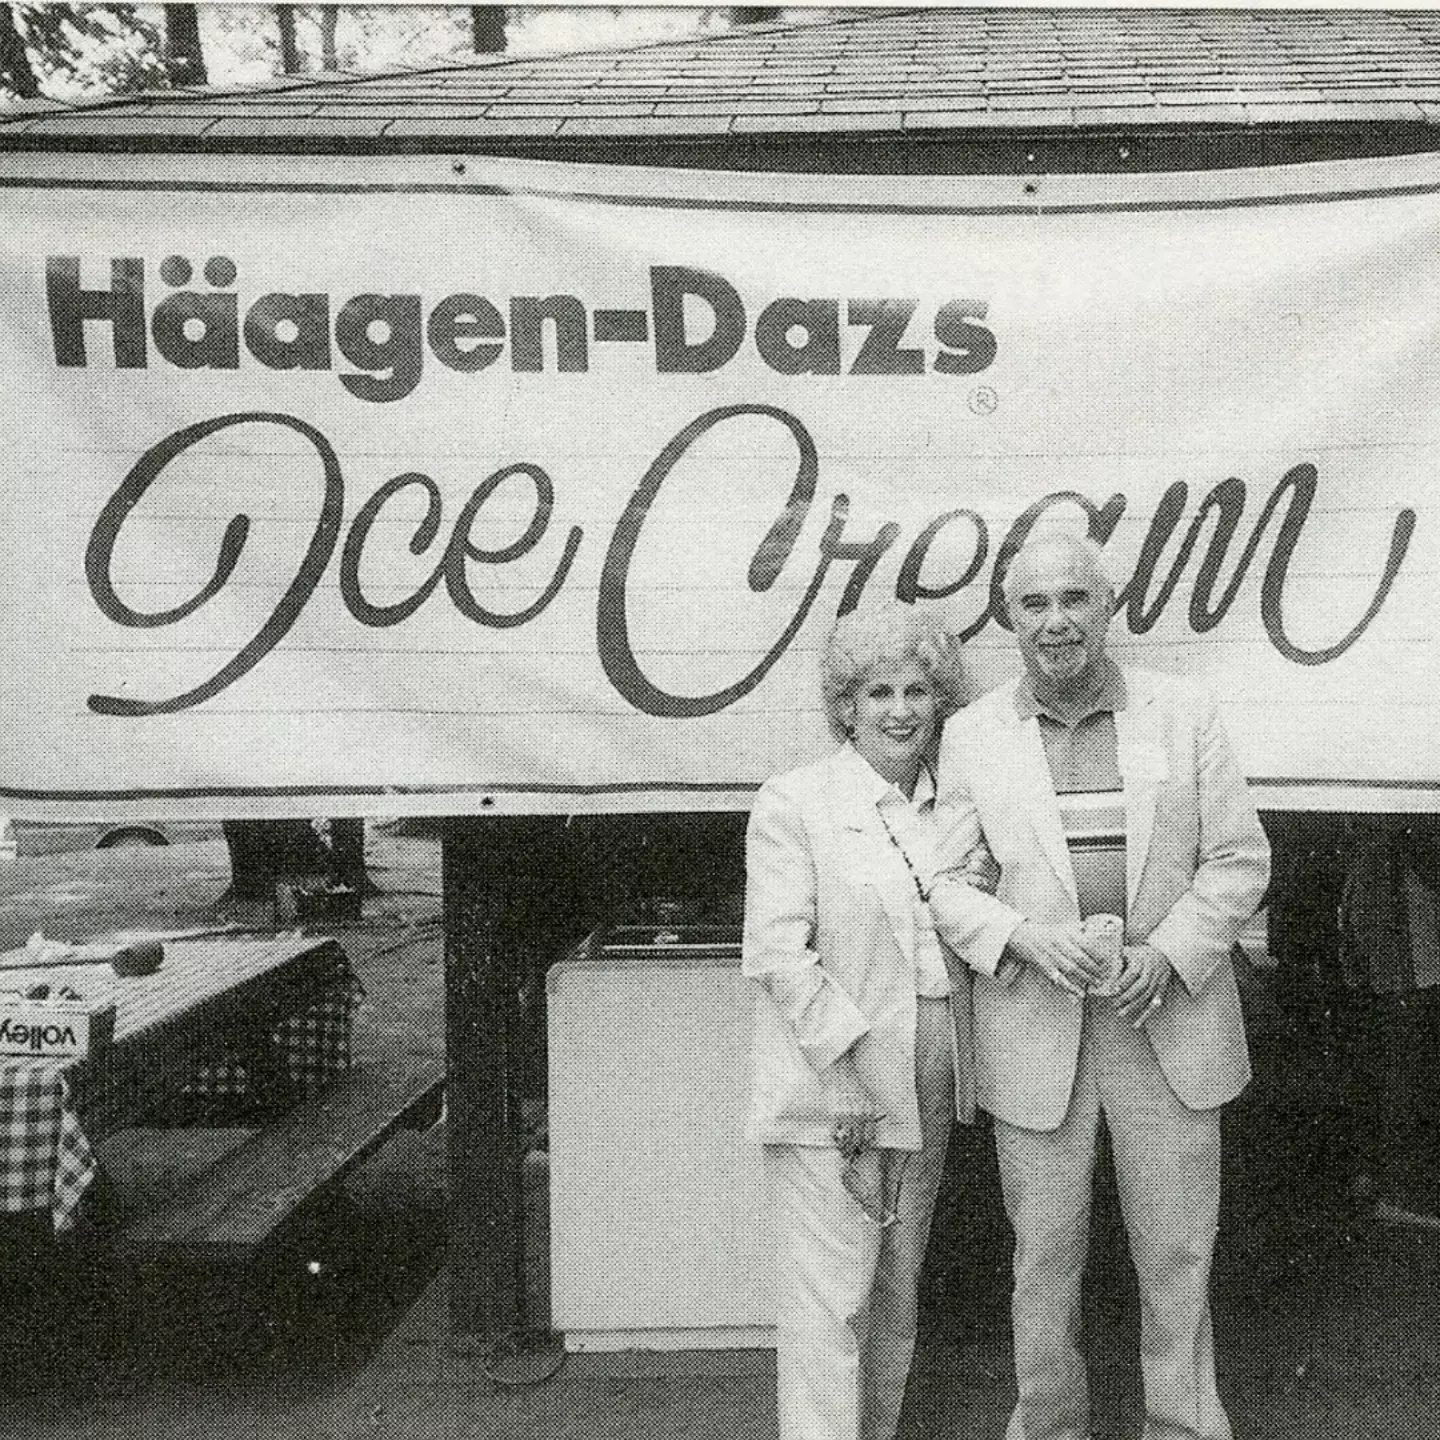 Häagen-Dazs
®
Ice Cream
volley